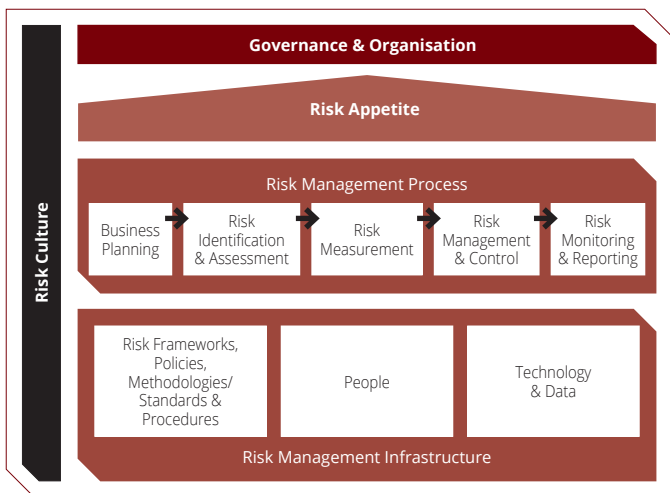 Governance & Organisation
Risk Appetite
Risk Culture
Risk Management Process
Business
Planning
Risk
Identification
& Assessment
Risk
Measurement
Risk
Management
& Control
Risk
Monitoring
& Reporting
Risk Frameworks,
Policies,
Methodologies/
Standards &
Procedures
People
Technology
& Data
Risk Management Infrastructure